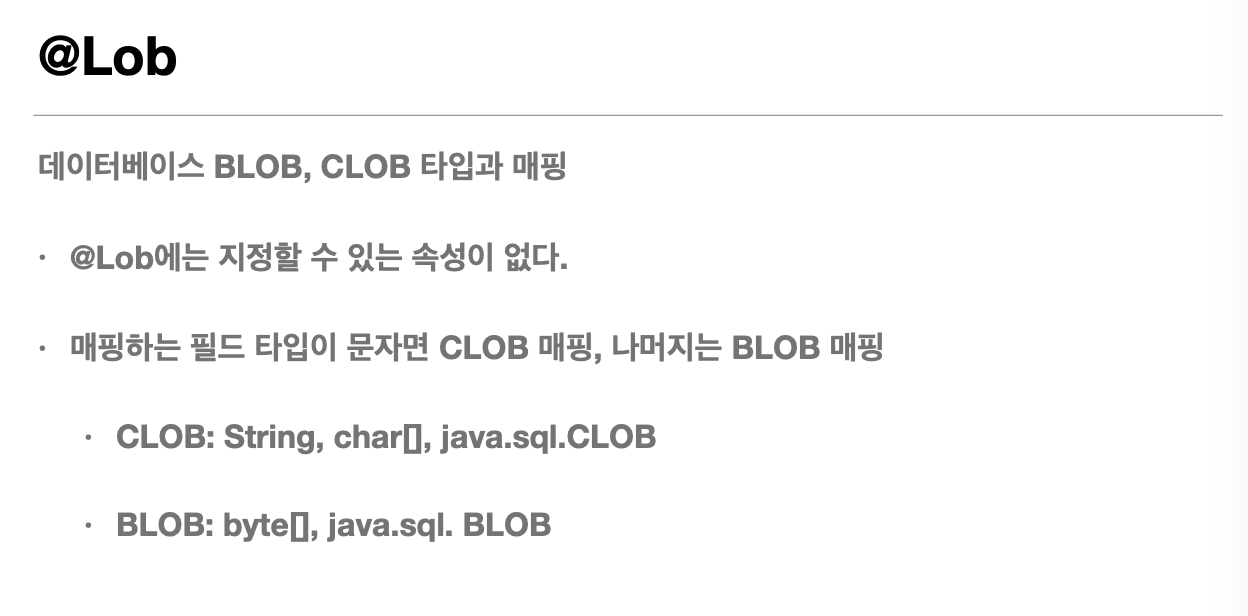 @Lob
데이터베이스 BLOB, CLOB 타입과 매핑
· @Lob에는 지정할 수 있는 속성이 없다.
· 매핑하는 필드 타입이 문자면 CLOB 매핑, 나머지는 BLOB 매핑
· CLOB: String, char[], java.sql.CLOB
· BLOB: byte[], java.sql. BLOB